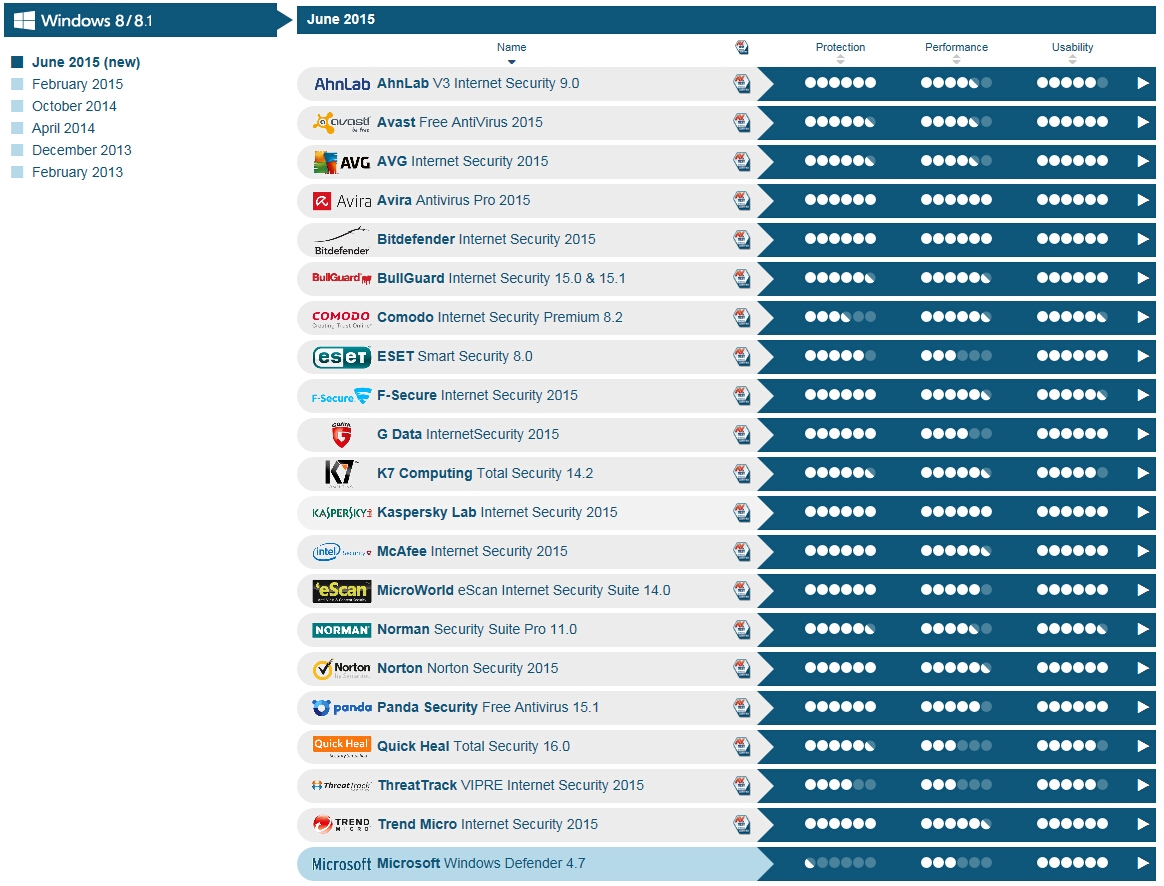 Windows 8/8.1
June 2015 (new)
February 2015
October 2014
April 2014
December 2013
February 2013
June 2015
Name Protection Performance Usability
AhnLab AhnLab V3 Internet Security 9.0
avast! be free Avast Free AntiVirus 2015
AVG AVG Internet Security 2015
Avira Avira Antivirus Pro 2015
Bitdefender Bitdefender Internet Security 2015
BullGuard BullGuard Internet Security 15.0 & 15.1
COMODO Creating Trust Online Comodo Internet Security Premium 8.2
eseT ESET Smart Security 8.0
F-Secure F-Secure Internet Security 2015
G DATA G Data InternetSecurity 2015
K7 K7 Computing Total Security 14.2
KASPERSKY Kaspersky Lab Internet Security 2015
intel Security McAfee Internet Security 2015
eScan MicroWorld eScan Internet Security Suite 14.0
NORMAN Norman Security Suite Pro 11.0
Norton by Symantec Norton Norton Security 2015
panda Panda Security Free Antivirus 15.1
Quick Heal Quick Heal Total Security 16.0
ThreatTrack ThreatTrack VIPRE Internet Security 2015
TREND MICRO Trend Micro Internet Security 2015
Microsoft Microsoft Windows Defender 4.7